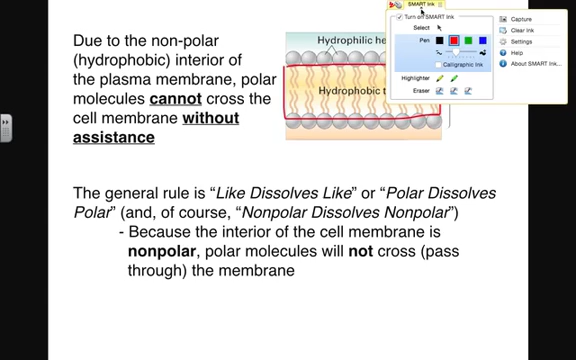 SMART Ink
Turn on SMART Ink
Select
Pen
Calligraphic Ink
Highlighter
Eraser
Capture
Clear Ink
Settings
Help
About SMART Ink...
Due to the non-polar
(hydrophobic) interior of
the plasma membrane, polar
molecules cannot cross the
cell membrane without
assistance
Hydrophilic he
Hydrophobic t
The general rule is “Like Dissolves Like” or “Polar Dissolves
Polar” (and, of course, “Nonpolar Dissolves Nonpolar”)
- Because the interior of the cell membrane is
nonpolar, polar molecules will not cross (pass
through) the membrane